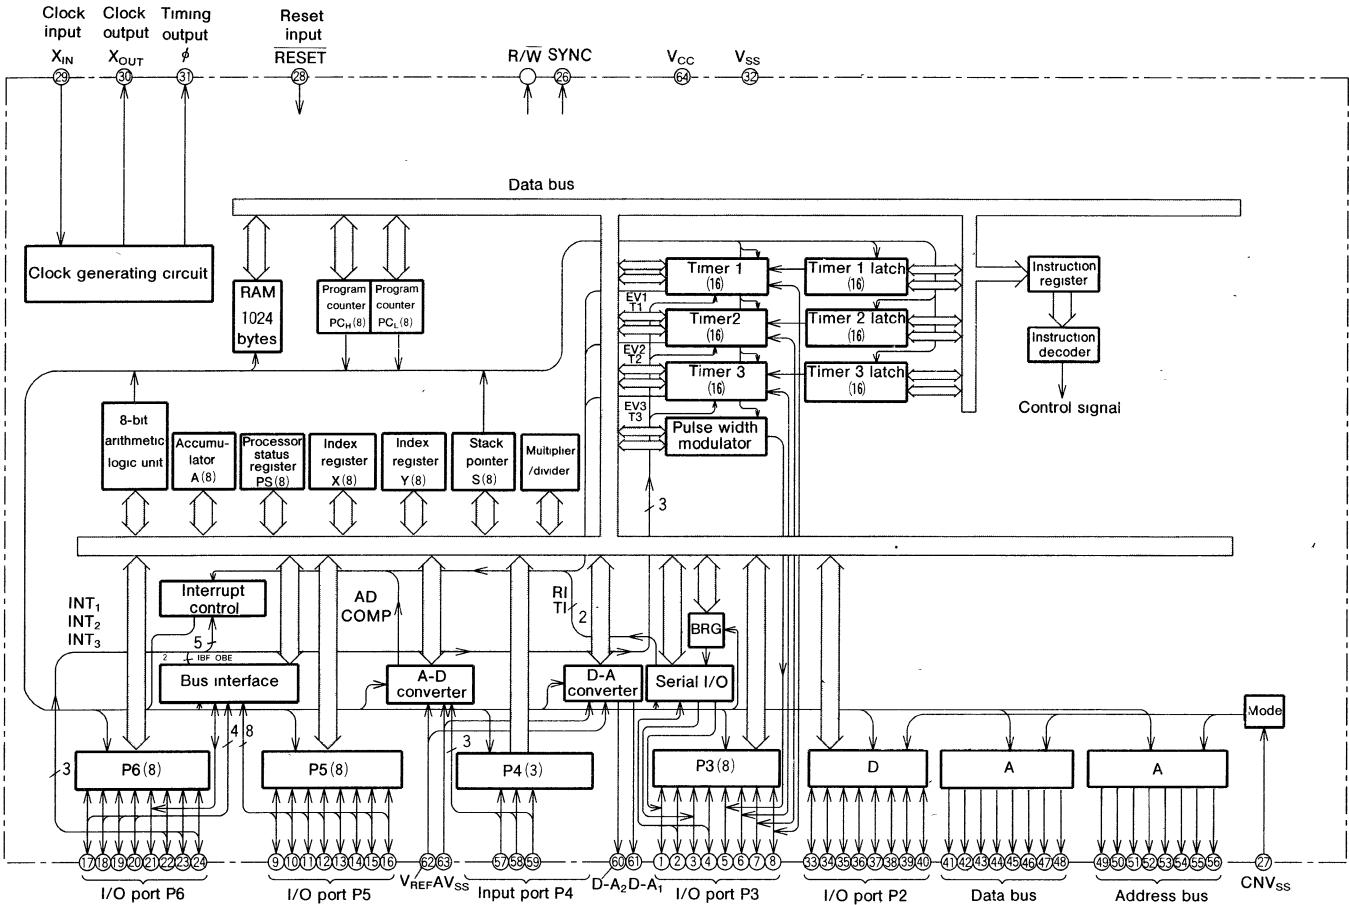 Clock input
Clock output
Timing output
Reset input
XIN
XOUT
φ
RESET
R/W
SYNC
VCC
VSS
29
30
31
28
26
64
32
Data bus
Clock generating circuit
RAM
1024
bytes
Program
counter
PCH(8)
Program
counter
PCL(8)
EV1
T1
EV2
T2
EV3
T3
Timer 1
(16)
Timer2
(16)
Timer 3
(16)
Pulse width
modulator
Timer 1 latch
(16)
Timer 2 latch
(16)
Timer 3 latch
(16)
Instruction
register
Instruction
decoder
Control signal
8-bit
arithmetic
logic unit
Accumu-
lator
A(8)
Processor
status
register
PS(8)
Index
register
X(8)
Index
register
Y(8)
Stack
pointer
S(8)
Multiplier
/divider
3
INT1
INT2
INT3
Interrupt
control
5
2
IBF OBE
Bus interface
AD
COMP
A-D
converter
RI
TI
2
D-A
converter
BRG
Serial I/O
Mode
3
4
8
3
P6(8)
P5(8)
P4(3)
P3(8)
D
A
A
17 18 19 20 21 22 23 24
9 10 11 12 13 14 15 16
62 63
57 58 59
60 61
1 2 3 4 5 6 7 8
33 34 35 36 37 38 39 40
41 42 43 44 45 46 47 48
49 50 51 52 53 54 55 56
27
I/O port P6
I/O port P5
VREF
AVSS
Input port P4
D-A2
D-A1
I/O port P3
I/O port P2
Data bus
Address bus
CNVSS